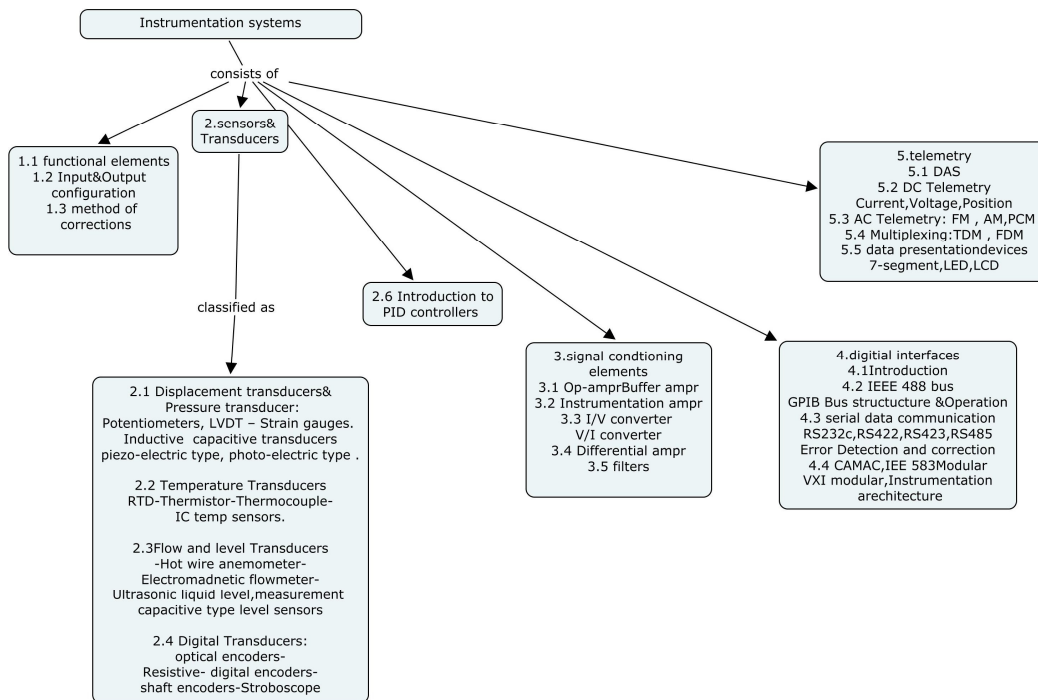 Instrumentation systems
consists of
2.sensors&
Transducers
1.1 functional elements
1.2 Input&Output
configuration
1.3 method of
corrections
5.telemetry
5.1 DAS
5.2 DC Telemetry
Current,Voltage,Position
5.3 AC Telemetry: FM , AM,PCM
5.4 Multiplexing:TDM , FDM
5.5 data presentationdevices
7-segment,LED,LCD
classified as
2.6 Introduction to
PID controllers
3.signal condtioning
elements
3.1 Op-amprBuffer ampr
3.2 Instrumentation ampr
3.3 I/V converter
V/I converter
3.4 Differential ampr
3.5 filters
4.digitial interfaces
4.1Introduction
4.2 IEEE 488 bus
GPIB Bus structucture &Operation
4.3 serial data communication
RS232c,RS422,RS423,RS485
Error Detection and correction
4.4 CAMAC,IEE 583Modular
VXI modular,Instrumentation
arechitecture
2.1 Displacement transducers&
Pressure transducer:
Potentiometers, LVDT – Strain gauges.
Inductive capacitive transducers
piezo-electric type, photo-electric type .
2.2 Temperature Transducers
RTD-Thermistor-Thermocouple-
IC temp sensors.
2.3Flow and level Transducers
-Hot wire anemometer-
Electromadnetic flowmeter-
Ultrasonic liquid level,measurement
capacitive type level sensors
2.4 Digital Transducers:
optical encoders-
Resistive- digital encoders-
shaft encoders-Stroboscope